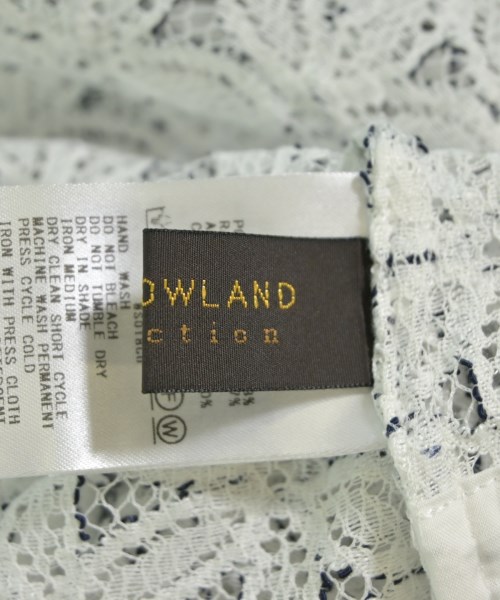 OWLAND
ction
HAND WASH
DO NOT BLEACH
DO NOT TUMBLE DRY
DRY IN SHADE
IRON MEDIUM
DRY CLEAN SHORT CYCLE
MACHINE WASH PERMANENT
PRESS CYCLE COLD
IRON WITH PRESS CLOTH
W